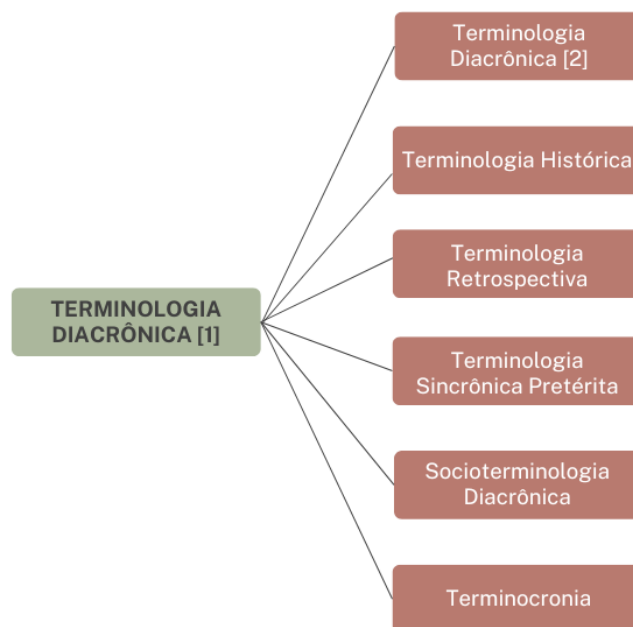 Terminologia
Diacrônica [2]
Terminologia Histórica
Terminologia
Retrospectiva
TERMINOLOGIA
DIACRÔNICA [1]
Terminologia
Sincrônica Pretérita
Socioterminologia
Diacrônica
Terminocronia